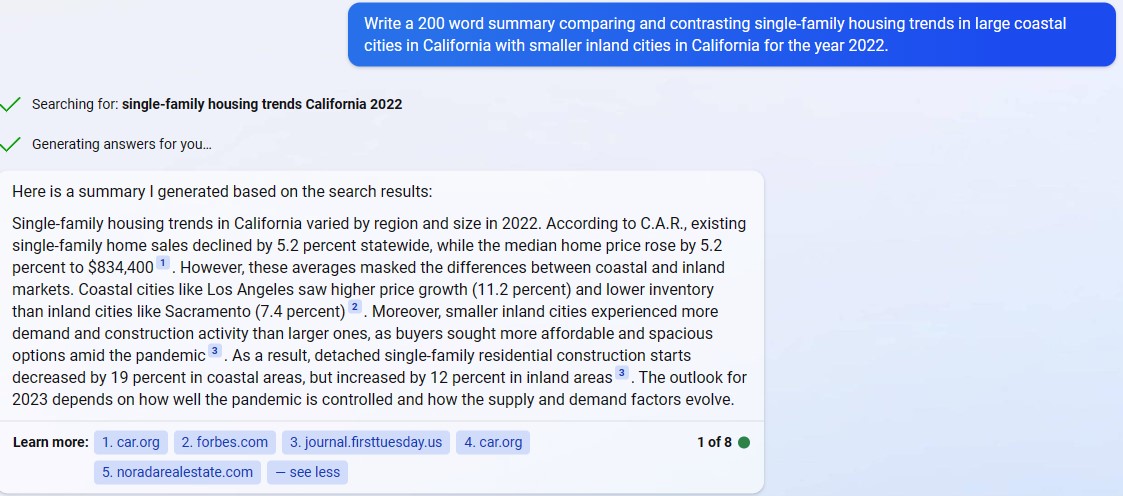 Write a 200 word summary comparing and contrasting single-family housing trends in large coastal
cities in California with smaller inland cities in California for the year 2022.
Searching for: single-family housing trends California 2022
Generating answers for you…
Here is a summary I generated based on the search results:
Single-family housing trends in California varied by region and size in 2022. According to C.A.R., existing
single-family home sales declined by 5.2 percent statewide, while the median home price rose by 5.2
percent to $834,400 1 . However, these averages masked the differences between coastal and inland
markets. Coastal cities like Los Angeles saw higher price growth (11.2 percent) and lower inventory
than inland cities like Sacramento (7.4 percent) 2 . Moreover, smaller inland cities experienced more
demand and construction activity than larger ones, as buyers sought more affordable and spacious
options amid the pandemic 3 . As a result, detached single-family residential construction starts
decreased by 19 percent in coastal areas, but increased by 12 percent in inland areas 3 . The outlook for
2023 depends on how well the pandemic is controlled and how the supply and demand factors evolve.
Learn more: 1. car.org 2. forbes.com 3. journal.firsttuesday.us 4. car.org 1 of 8
5. noradarealestate.com — see less